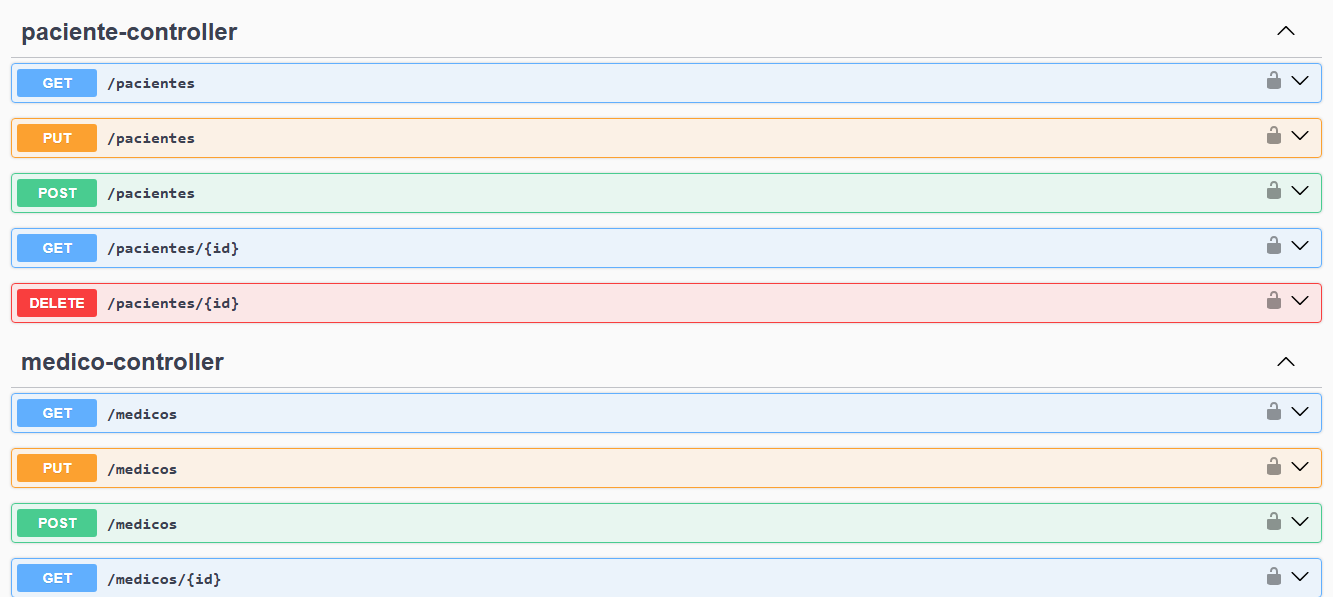 paciente-controller
GET /pacientes
PUT /pacientes
POST /pacientes
GET /pacientes/{id}
DELETE /pacientes/{id}
medico-controller
GET /medicos
PUT /medicos
POST /medicos
GET /medicos/{id}